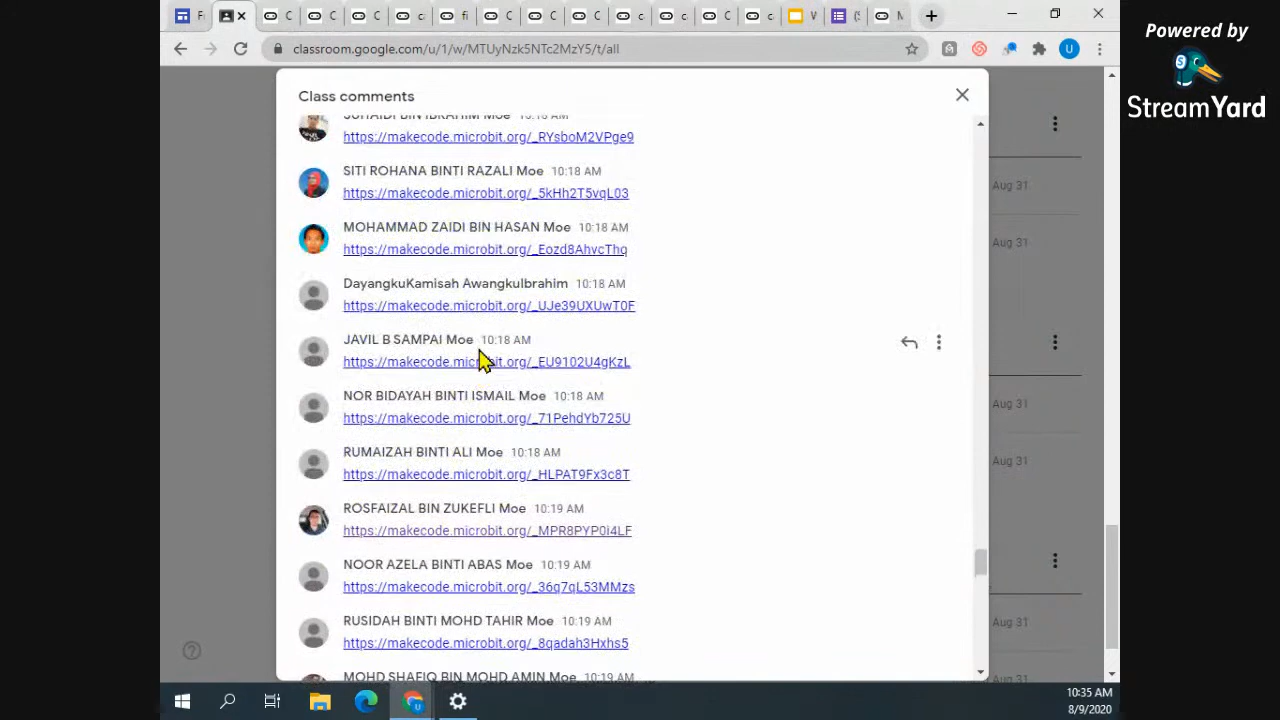 Powered by
StreamYard
classroom.google.com/u/1/w/MTUyNzk5NTc2MzY5/t/all
Class comments
SUHAIDI BIN IBRAHIM Moe 10:18 AM
https://makecode.microbit.org/_RYsboM2VPge9
SITI ROHANA BINTI RAZALI Moe 10:18 AM
https://makecode.microbit.org/_5kHh2T5vqL03
MOHAMMAD ZAIDI BIN HASAN Moe 10:18 AM
https://makecode.microbit.org/_Eozd8AhvcThq
DayangkuKamisah AwangkuIbrahim 10:18 AM
https://makecode.microbit.org/_UJe39UXUwT0F
JAVIL B SAMPAI Moe 10:18 AM
https://makecode.microbit.org/_EU9102U4gKzL
NOR BIDAYAH BINTI ISMAIL Moe 10:18 AM
https://makecode.microbit.org/_71PehdYb725U
RUMAIZAH BINTI ALI Moe 10:18 AM
https://makecode.microbit.org/_HLPAT9Fx3c8T
ROSFAIZAL BIN ZUKEFLI Moe 10:19 AM
https://makecode.microbit.org/_MPR8PYP0i4LF
NOOR AZELA BINTI ABAS Moe 10:19 AM
https://makecode.microbit.org/_36q7qL53MMzs
RUSIDAH BINTI MOHD TAHIR Moe 10:19 AM
https://makecode.microbit.org/_8qadah3Hxhs5
MOHD SHAFIQ BIN MOHD AMIN Moe 10:19 AM
Aug 31
Aug 31
Aug 31
Aug 31
Aug 31
Aug 31
10:35 AM
8/9/2020